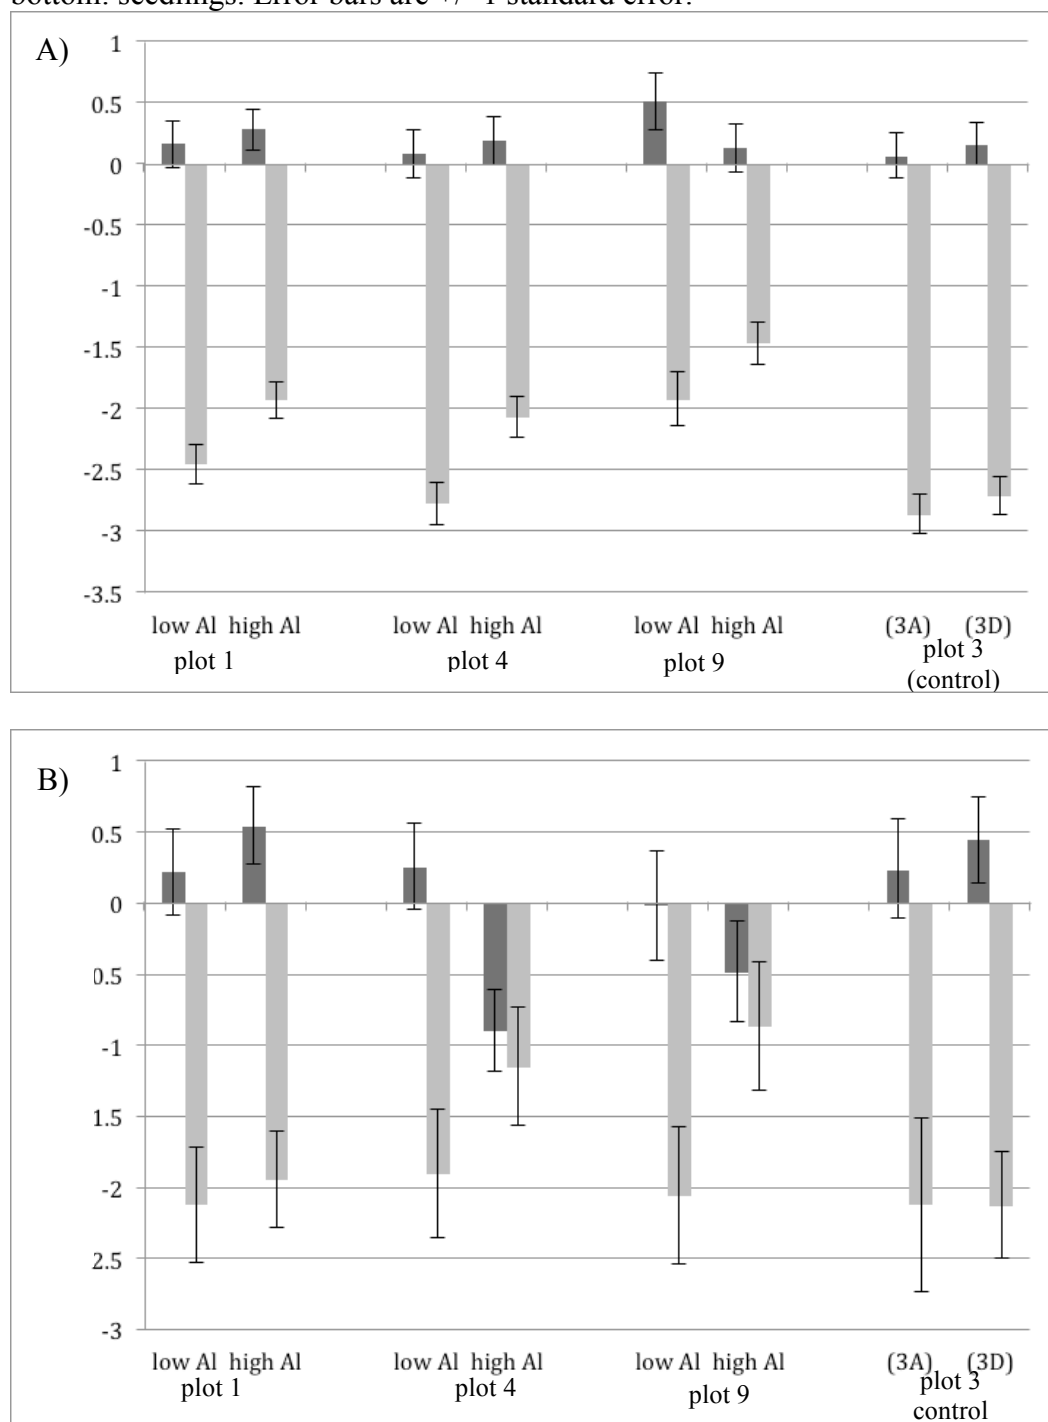 bottom: seedlings. Error bars are +/- 1 standard error.
A)
1
0.5
0
-0.5
-1
-1.5
-2
-2.5
-3
-3.5
low Al high Al low Al high Al low Al high Al (3A) (3D)
plot 1 plot 4 plot 9 plot 3
(control)
B)
1
0.5
0
0.5
-1
1.5
-2
2.5
-3
low Al high Al low Al high Al low Al high Al (3A) (3D)
plot 1 plot 4 plot 9 plot 3
control